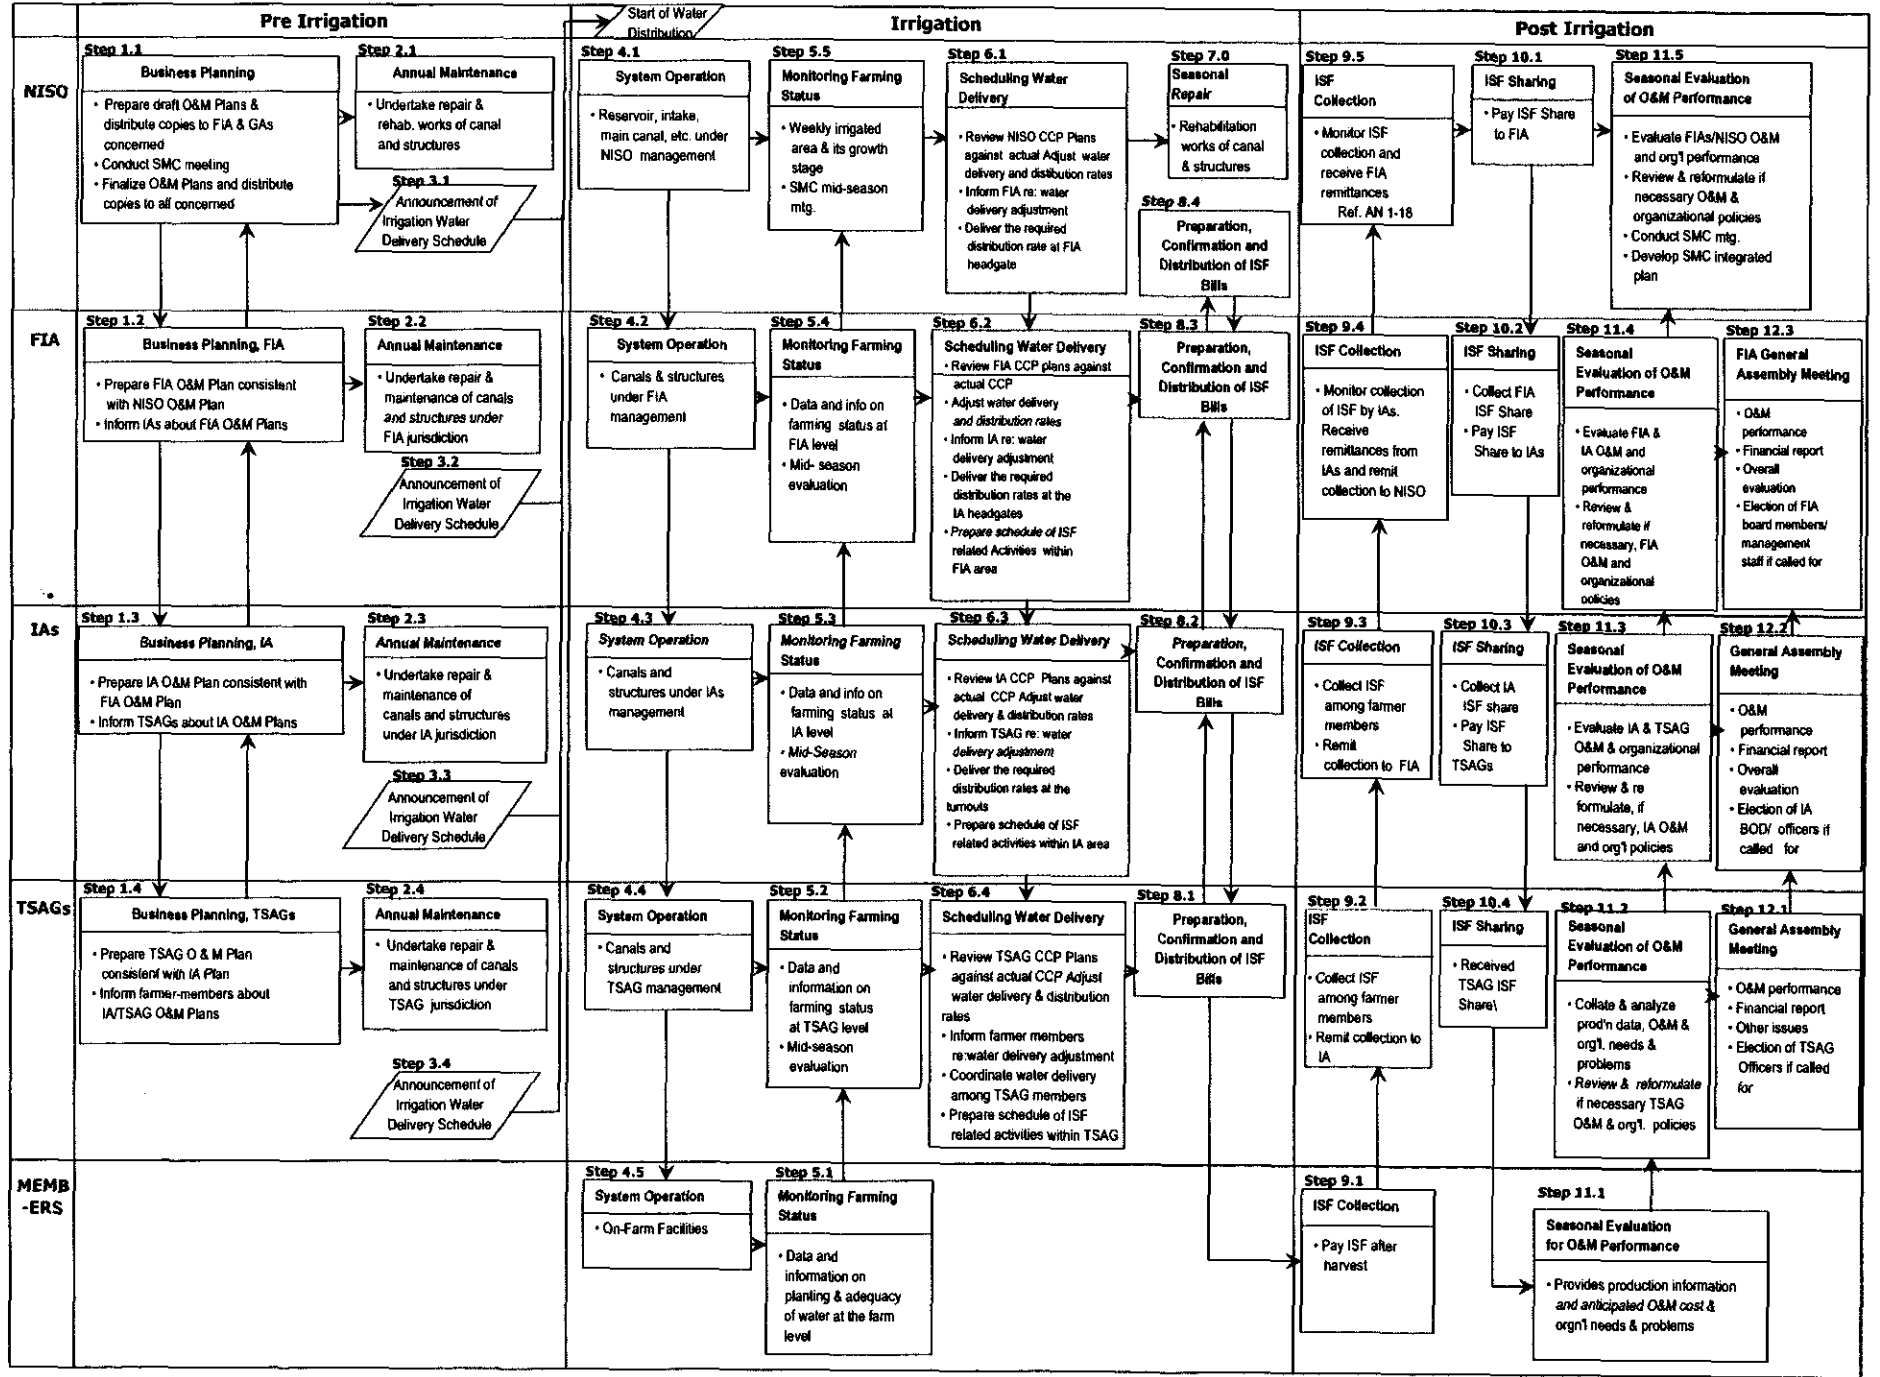 Pre Irrigation
Start of Water
Distribution
Irrigation
Post Irrigation
NISO
Step 1.1
Business Planning
• Prepare draft O&M Plans &
distribute copies to FIA & GAs
concerned
• Conduct SMC meeting
• Finalize O&M Plans and distribute
copies to all concerned
Step 2.1
Annual Maintenance
• Undertake repair &
rehab. works of canal
and structures
Step 3.1
Announcement of
Irrigation Water
Delivery Schedule
Step 4.1
System Operation
• Reservoir, intake,
main canal, etc. under
NISO management
Step 5.5
Monitoring Farming
Status
• Weekly irrigated
area & its growth
stage
• SMC mid-season
mtg.
Step 6.1
Scheduling Water
Delivery
• Review NISO CCP Plans
against actual Adjust water
delivery and distibution rates
• Inform FIA re: water
delivery adjustment
• Deliver the required
distribution rate at FIA
headgate
Step 7.0
Seasonal
Repair
• Rehabilitation
works of canal
& structures
Step 8.4
Preparation,
Confirmation and
Distribution of ISF
Bills
Step 9.5
ISF
Collection
• Monitor ISF
collection and
receive FIA
remittances
Ref. AN 1-18
Step 10.1
ISF Sharing
• Pay ISF Share
to FIA
Step 11.5
Seasonal Evaluation
of O&M Performance
• Evaluate FIAs/NISO O&M
and org'l performance
• Review & reformulate if
necessary O&M &
organizational policies
• Conduct SMC mtg.
• Develop SMC integrated
plan
FIA
Step 1.2
Business Planning, FIA
• Prepare FIA O&M Plan consistent
with NISO O&M Plan
• Inform IAs about FIA O&M Plans
Step 2.2
Annual Maintenance
• Undertake repair &
maintenance of canals
and structures under
FIA jurisdiction
Step 3.2
Announcement of
Irrigation Water
Delivery Schedule
Step 4.2
System Operation
• Canals & structures
under FIA
management
Step 5.4
Monitoring Farming
Status
• Data and info on
farming status at
FIA level
• Mid- season
evaluation
Step 6.2
Scheduling Water Delivery
• Review FIA CCP plans against
actual CCP
• Adjust water delivery
and distribution rates
• Inform IA re: water
delivery adjustment
• Deliver the required
distribution rates at the
IA headgates
• Prepare schedule of ISF
related Activities within
FIA area
Step 8.3
Preparation,
Confirmation and
Distribution of ISF
Bills
Step 9.4
ISF Collection
• Monitor collection
of ISF by IAs.
Receive
remittances from
IAs and remit
collection to NISO
Step 10.2
ISF Sharing
• Collect FIA
ISF Share
• Pay ISF
Share to IAs
Step 11.4
Seasonal
Evaluation of O&M
Performance
• Evaluate FIA &
IA O&M and
organizational
performance
• Review &
reformulate if
necessary, FIA
O&M and
organizational
policies
Step 12.3
FIA General
Assembly Meeting
• O&M
performance
• Financial report
• Overall
evaluation
• Election of FIA
board members/
management
staff if called for
IAs
Step 1.3
Business Planning, IA
• Prepare IA O&M Plan consistent with
FIA O&M Plan
• Inform TSAGs about IA O&M Plans
Step 2.3
Annual Maintenance
• Undertake repair &
maintenance of
canals and strructures
under IA jurisdiction
Step 3.3
Announcement of
Irrigation Water
Delivery Schedule
Step 4.3
System Operation
• Canals and
structures under IAs
management
Step 5.3
Monitoring Farming
Status
• Data and info on
farming status at
IA level
• Mid-Season
evaluation
Step 6.3
Scheduling Water Delivery
• Review IA CCP Plans against
actual CCP Adjust water
delivery & distribution rates
• Inform TSAG re: water
delivery adjustment
• Deliver the required
distribution rates at the
turnouts
• Prepare schedule of ISF
related activities within IA area
Step 8.2
Preparation,
Confirmation and
Distribution of ISF
Bills
Step 9.3
ISF Collection
• Collect ISF
among farmer
members
• Remit
collection to FIA
Step 10.3
ISF Sharing
• Collect IA
ISF share
• Pay ISF
Share to
TSAGs
Step 11.3
Seasonal
Evaluation of O&M
Performance
• Evaluate IA & TSAG
O&M & organizational
performance
• Review & re
formulate, if
necessary, IA O&M
and org'l policies
Step 12.2
General Assembly
Meeting
• O&M
performance
• Financial report
• Overall
evaluation
• Election of IA
BOD/ officers if
called for
TSAGs
Step 1.4
Business Planning, TSAGs
• Prepare TSAG O & M Plan
consistent with IA Plan
• Inform farmer-members about
IA/TSAG O&M Plans
Step 2.4
Annual Maintenance
• Undertake repair &
maintenance of canals
and structures under
TSAG jurisdiction
Step 3.4
Announcement of
Irrigation Water
Delivery Schedule
Step 4.4
System Operation
• Canals and
structures under
TSAG management
Step 5.2
Monitoring Farming
Status
• Data and
information on
farming status
at TSAG level
• Mid-season
evaluation
Step 6.4
Scheduling Water Delivery
• Review TSAG CCP Plans
against actual CCP Adjust
water delivery & distribution
rates
• Inform farmer members
re:water delivery adjustment
• Coordinate water delivery
among TSAG members
• Prepare schedule of ISF
related activities within TSAG
Step 8.1
Preparation,
Confirmation and
Distribution of ISF
Bills
Step 9.2
ISF
Collection
• Collect ISF
among farmer
members
• Remit collection to
IA
Step 10.4
ISF Sharing
• Received
TSAG ISF
Share\
Step 11.2
Seasonal
Evaluation of O&M
Performance
• Collate & analyze
prod'n data, O&M &
org'l. needs &
problems
• Review & reformulate
if necessary TSAG
O&M & org'l. policies
Step 12.1
General Assembly
Meeting
• O&M performance
• Financial report
• Other issues
• Election of TSAG
Officers if called
for
MEMB
-ERS
Step 4.5
System Operation
• On-Farm Facilities
Step 5.1
Monitoring Farming
Status
• Data and
information on
planting & adequacy
of water at the farm
level
Step 9.1
ISF Collection
• Pay ISF after
harvest
Step 11.1
Seasonal Evaluation
for O&M Performance
• Provides production information
and anticipated O&M cost &
orgn'l needs & problems